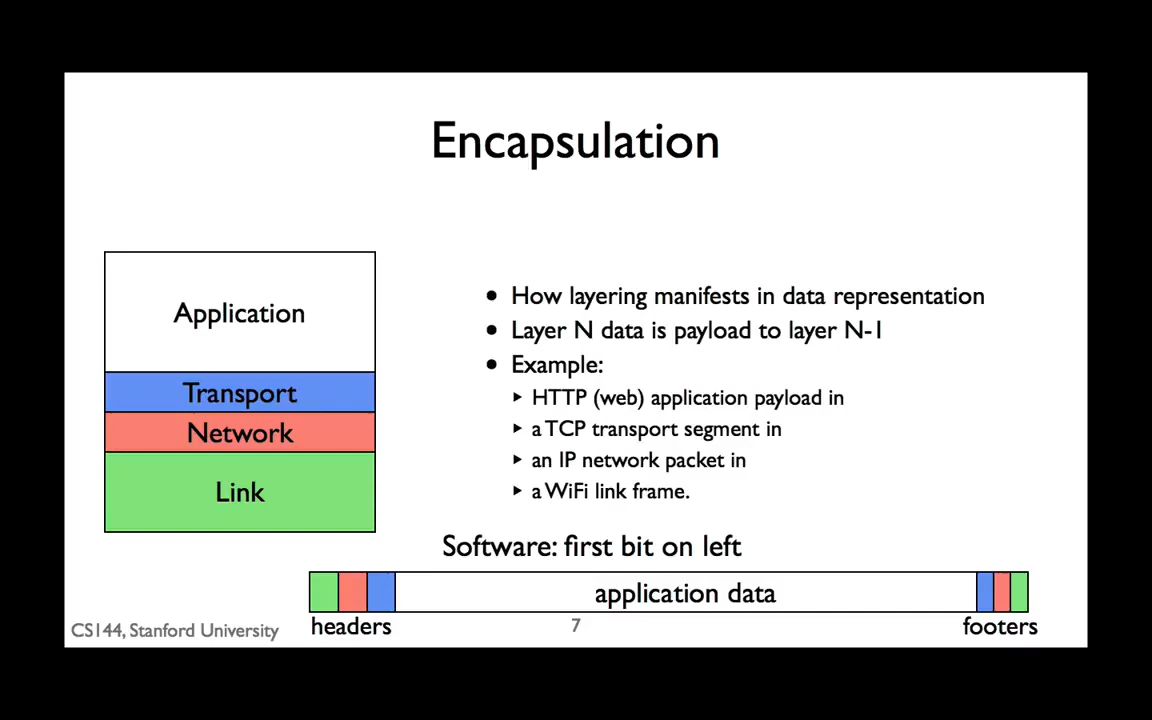 Encapsulation
Application
Transport
Network
Link
• How layering manifests in data representation
• Layer N data is payload to layer N-1
• Example:
‣ HTTP (web) application payload in
‣ a TCP transport segment in
‣ an IP network packet in
‣ a WiFi link frame.
Software: first bit on left
application data
headers
footers
CS144, Stanford University
7